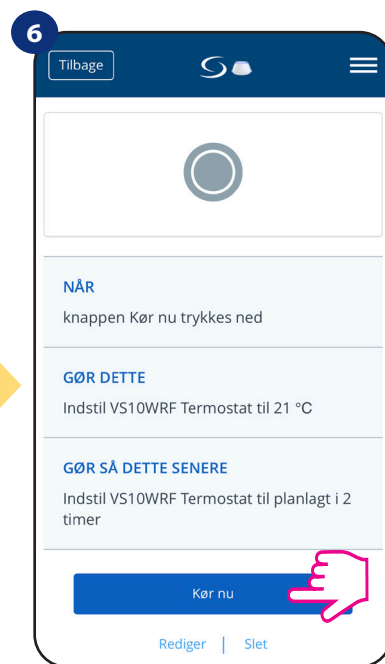 6
Tilbage
NÅR
knappen Kør nu trykkes ned
GØR DETTE
Indstil VS10WRF Termostat til 21 °C
GØR SÅ DETTE SENERE
Indstil VS10WRF Termostat til planlagt i 2
timer
Kør nu
Rediger | Slet